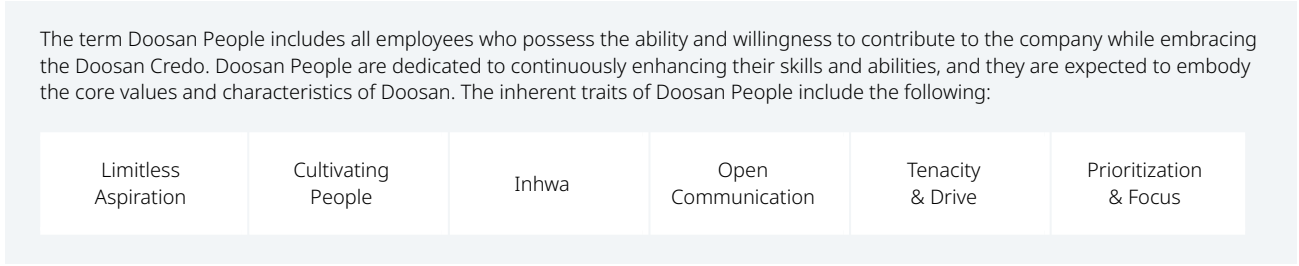 The term Doosan People includes all employees who possess the ability and willingness to contribute to the company while embracing
the Doosan Credo. Doosan People are dedicated to continuously enhancing their skills and abilities, and they are expected to embody
the core values and characteristics of Doosan. The inherent traits of Doosan People include the following:
Limitless
Aspiration
Cultivating
People
Inhwa
Open
Communication
Tenacity
& Drive
Prioritization
& Focus